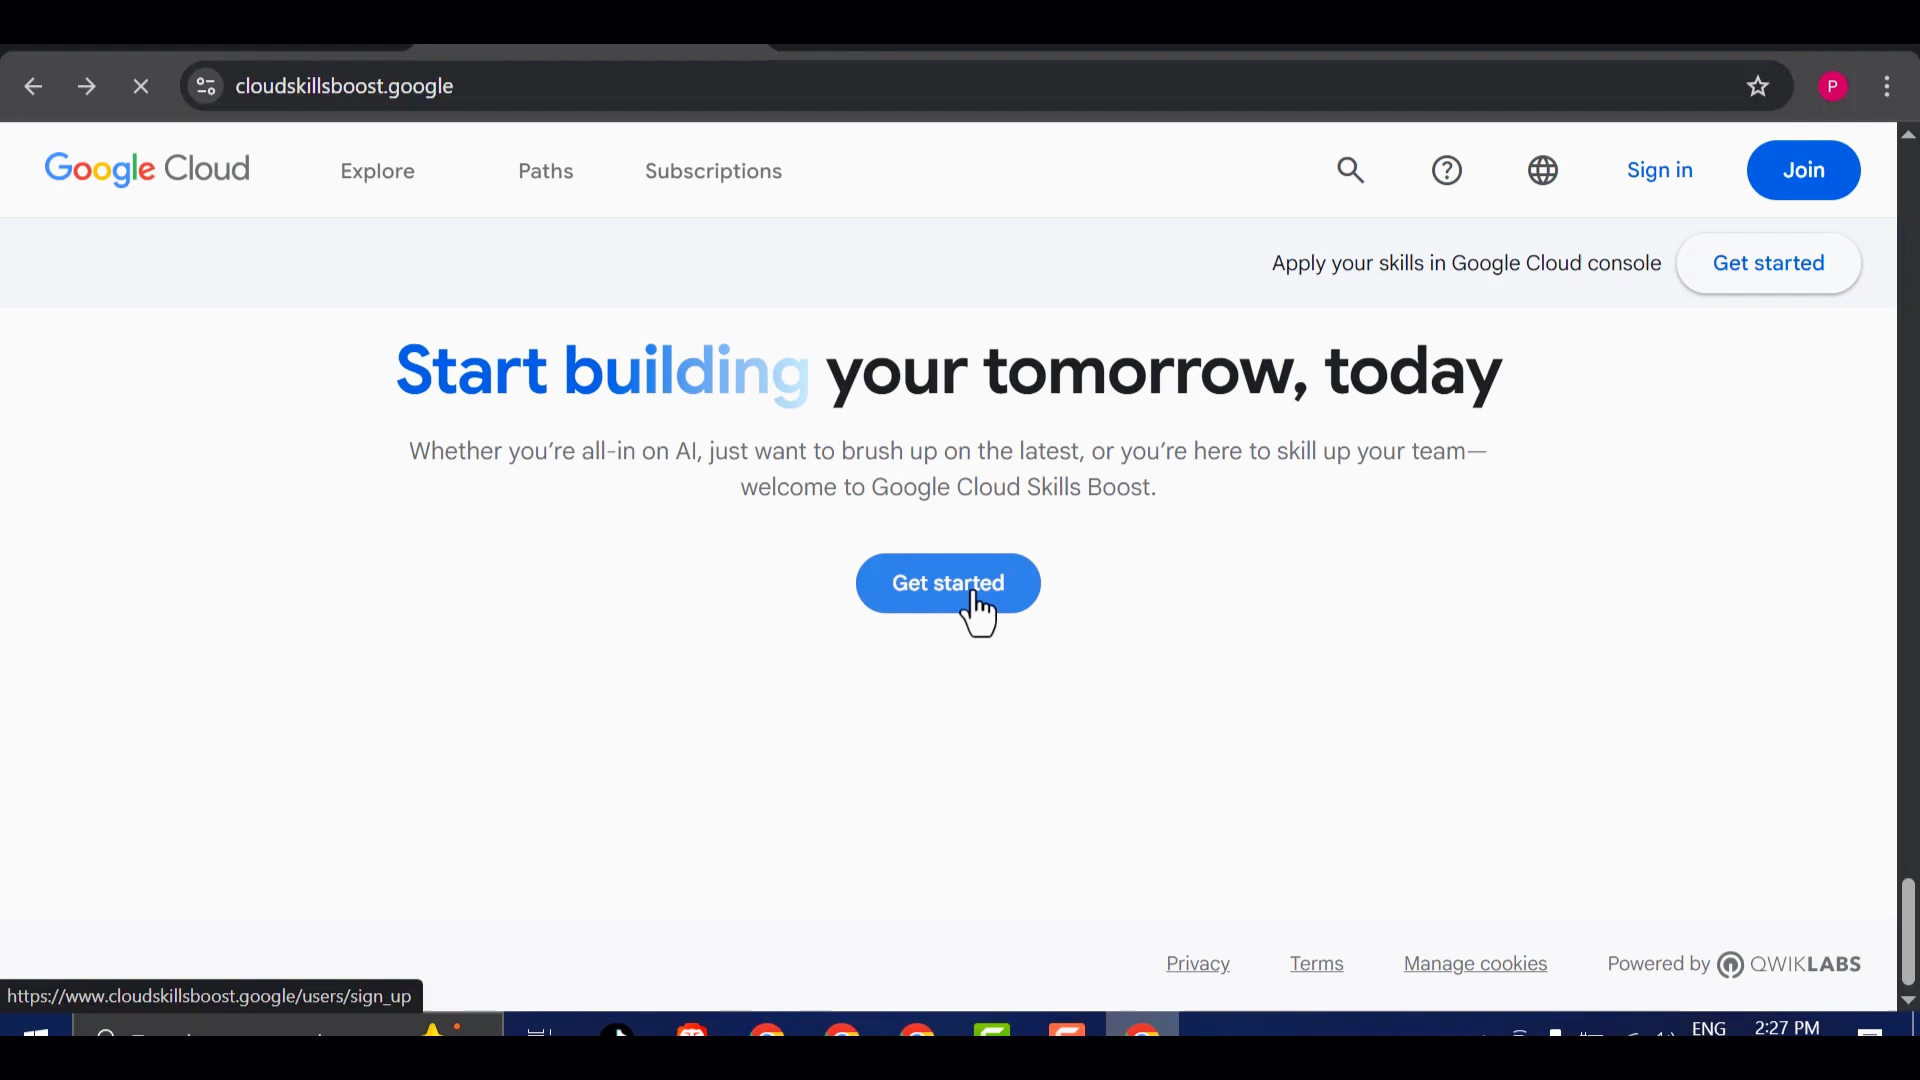 cloudskillsboost.google
P
Google Cloud
Explore
Paths
Subscriptions
Sign in
Join
Apply your skills in Google Cloud console
Get started
Start building your tomorrow, today
Whether you’re all-in on AI, just want to brush up on the latest, or you’re here to skill up your team—
welcome to Google Cloud Skills Boost.
Get started
Privacy
Terms
Manage cookies
Powered by QWIKLABS
https://www.cloudskillsboost.google/users/sign_up
ENG
2:27 PM